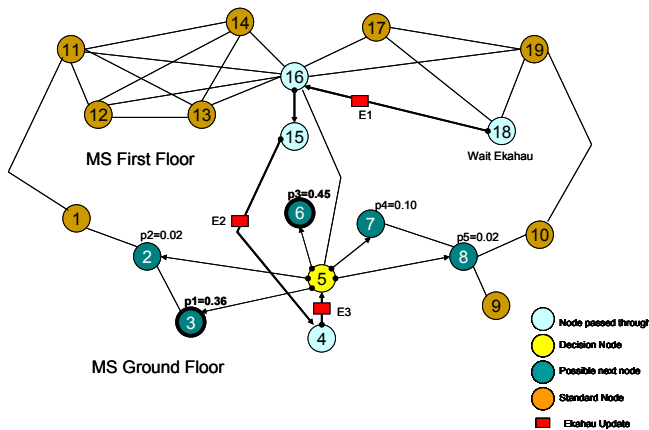 14
17
11
19
16
E1
12
13
15
18
MS First Floor
Wait Ekahau
p3=0.45
p4=0.10
1
E2
6
7
p2=0.02
p5=0.02
10
2
8
5
p1=0.36
9
3
E3
4
MS Ground Floor
Node passed through
Decision Node
Possible next node
Standard Node
Ekahau Update